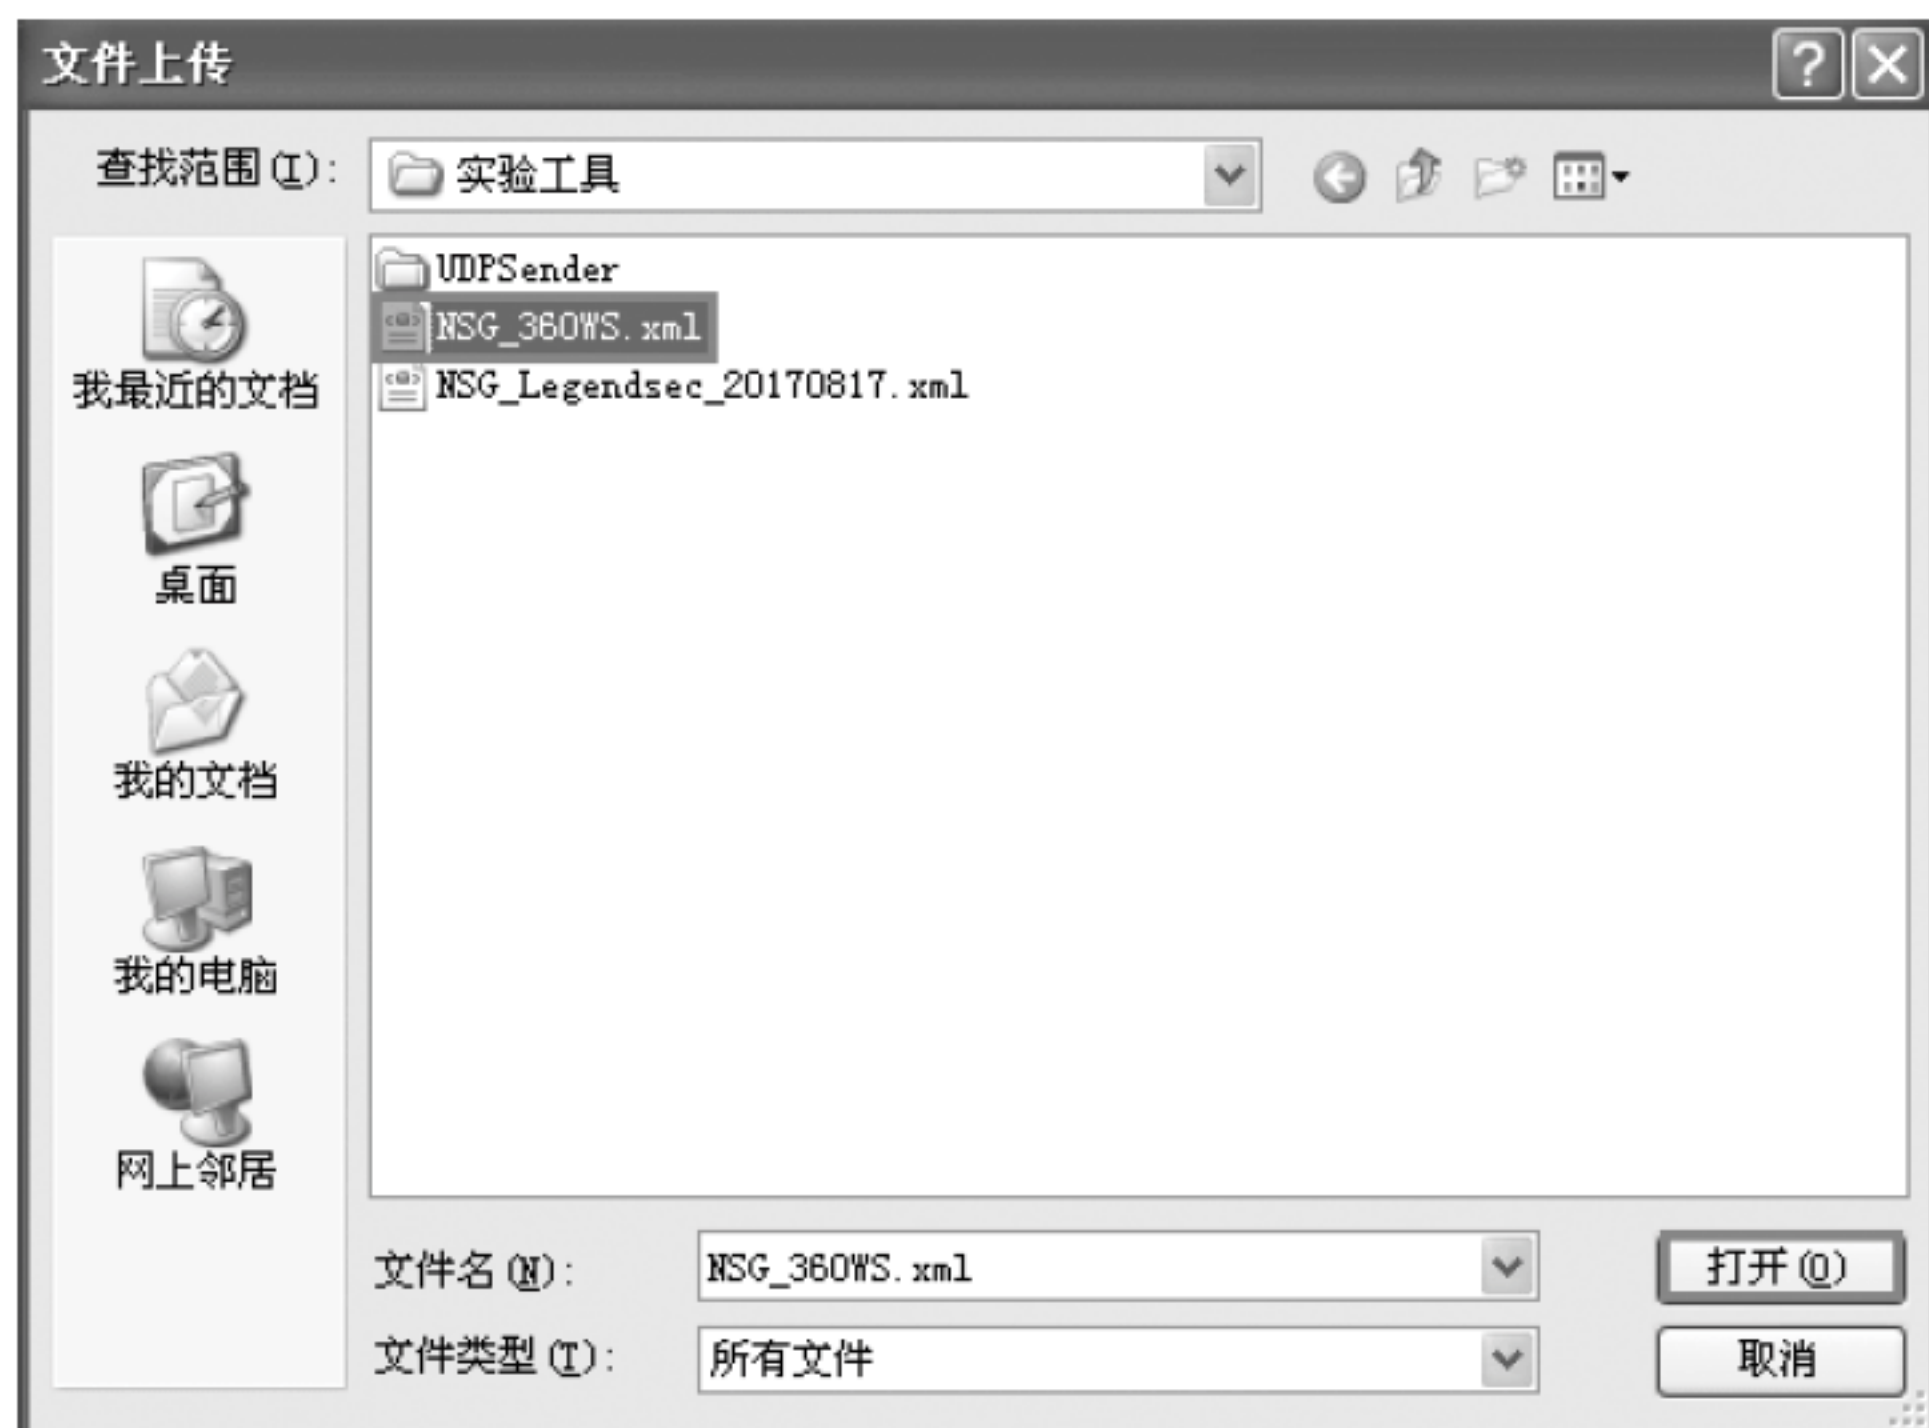 文件上传
查找范围(I):
实验工具
UDPSender
NSG_360WS.xml
NSG_Legendsec_20170817.xml
我最近的文档
桌面
我的文档
我的电脑
网上邻居
文件名(N):
NSG_360WS.xml
打开(O)
文件类型(T):
所有文件
取消